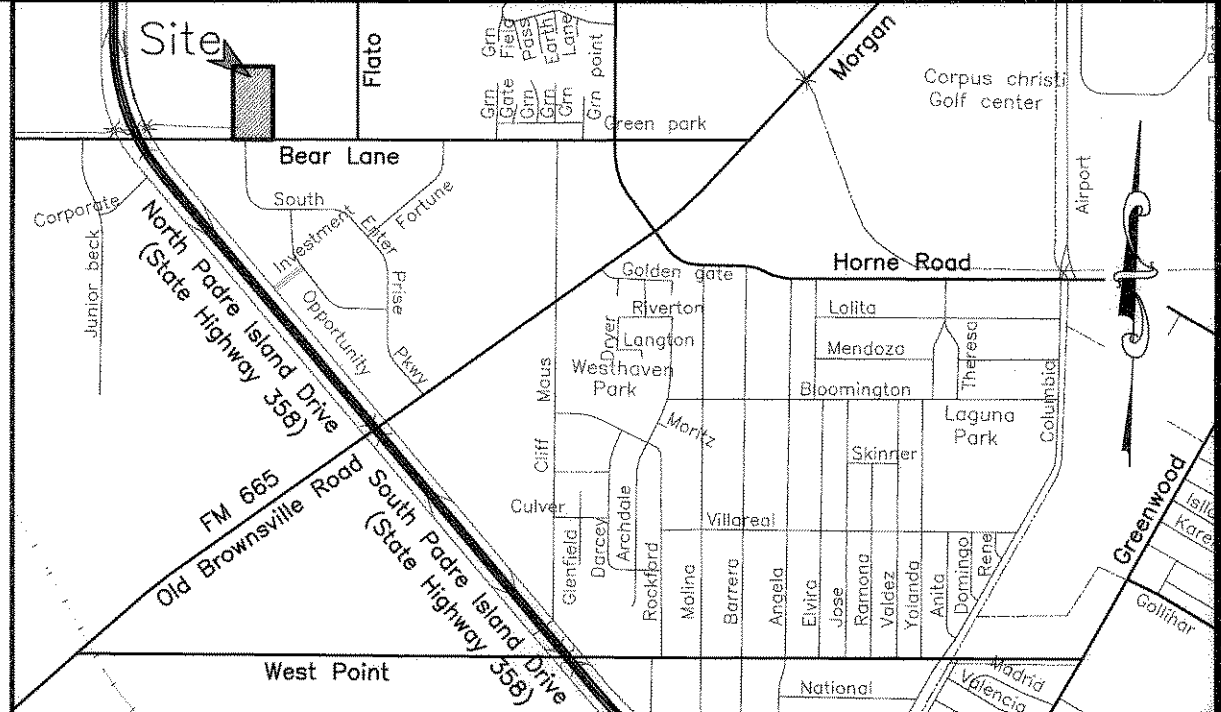 Site
Flato
Grn
Field
Pass
Earth
Lane
Grn
Gate
Grn
Grn
Grn
Grn point
Green park
Morgan
Corpus christi
Golf center
Airport
Bear Lane
Corporate
Junior beck
South
Investment
Enter
Prise
Pkwy
Fortune
Opportunity
North Padre Island Drive
(State Highway 358)
Golden gate
Horne Road
Riverton
Dryer
Langton
Westhaven
Park
Lolita
Mendoza
Theresa
Bloomington
Laguna
Park
Columbia
Maus
Cliff
Moritz
Skinner
Culver
Villareal
Glenfield
Darcey
Archdale
Rockford
Molina
Barrera
Angela
Elvira
Jose
Ramona
Valdez
Yolanda
Anita
Domingo
Rene
Greenwood
Gollihar
FM 665
Old Brownsville Road
South Padre Island Drive
(State Highway 358)
West Point
National
Madrid
Valencia